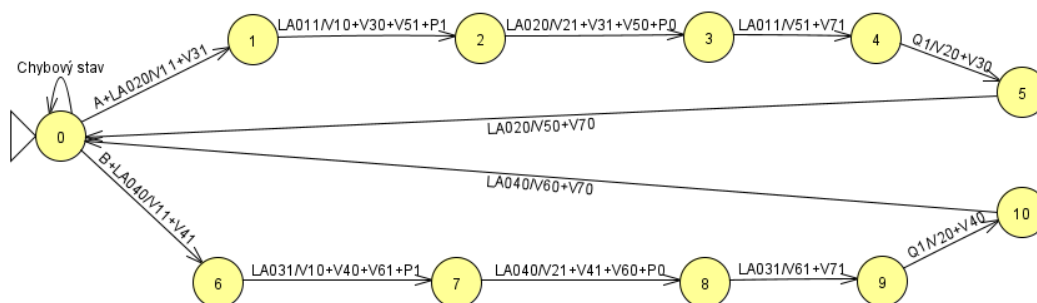 LA011/V10+V30+V51+P1
LA020/V21+V31+V50+P0
LA011/V51+V71
1
2
3
4
Q1/V20+V30
Chybový stav
A+LA020/V11+V31
5
0
LA020/V50+V70
B+LA040/V11+V41
LA040/V60+V70
10
Q1/V20+V40
LA031/V10+V40+V61+P1
LA040/V21+V41+V60+P0
LA031/V61+V71
6
7
8
9